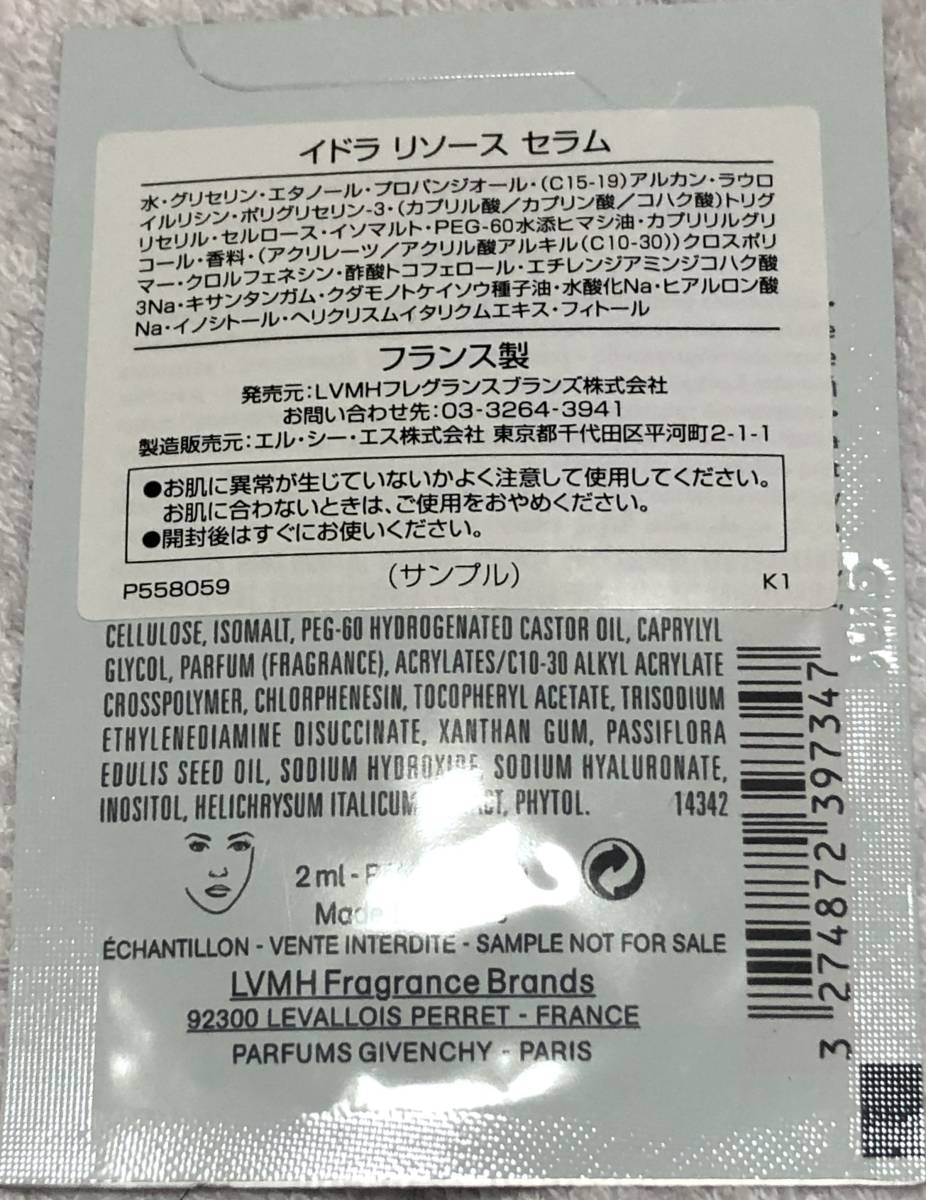 イドラ リソース セラム
水・グリセリン・エタノール・プロパンジオール・(C15-19)アルカン・ラウロ
イルリシン・ポリグリセリン-3・(カプリル酸／カプリン酸／コハク酸)トリグ
リセリル・セルロース・イソマルト・PEG-60水添ヒマシ油・カプリリルグリ
コール・香料・(アクリレーツ／アクリル酸アルキル(C10-30))クロスポリ
マー・クロルフェネシン・酢酸トコフェロール・エチレンジアミンジコハク酸
3Na・キサンタンガム・クダモノトケイソウ種子油・水酸化Na・ヒアルロン酸
Na・イノシトール・ヘリクリスムイタリクムエキス・フィトール
フランス製
発売元:LVMHフレグランスブランズ株式会社
お問い合わせ先:03-3264-3941
製造販売元:エル・シー・エス株式会社 東京都千代田区平河町2-1-1
●お肌に異常が生じていないかよく注意して使用してください。
お肌に合わないときは、ご使用をおやめください。
●開封後はすぐにお使いください。
P558059 (サンプル) K1
CELLULOSE, ISOMALT, PEG-60 HYDROGENATED CASTOR OIL, CAPRYLYL
GLYCOL, PARFUM (FRAGRANCE), ACRYLATES/C10-30 ALKYL ACRYLATE
CROSSPOLYMER, CHLORPHENESIN, TOCOPHERYL ACETATE, TRISODIUM
ETHYLENEDIAMINE DISUCCINATE, XANTHAN GUM, PASSIFLORA
EDULIS SEED OIL, SODIUM HYDROXIDE, SODIUM HYALURONATE,
INOSITOL, HELICHRYSUM ITALICUM PHYTOL. 14342
2 ml -
Made
ÉCHANTILLON - VENTE INTERDITE - SAMPLE NOT FOR SALE
LVMH Fragrance Brands
92300 LEVALLOIS PERRET - FRANCE
PARFUMS GIVENCHY - PARIS
3 274872 397347